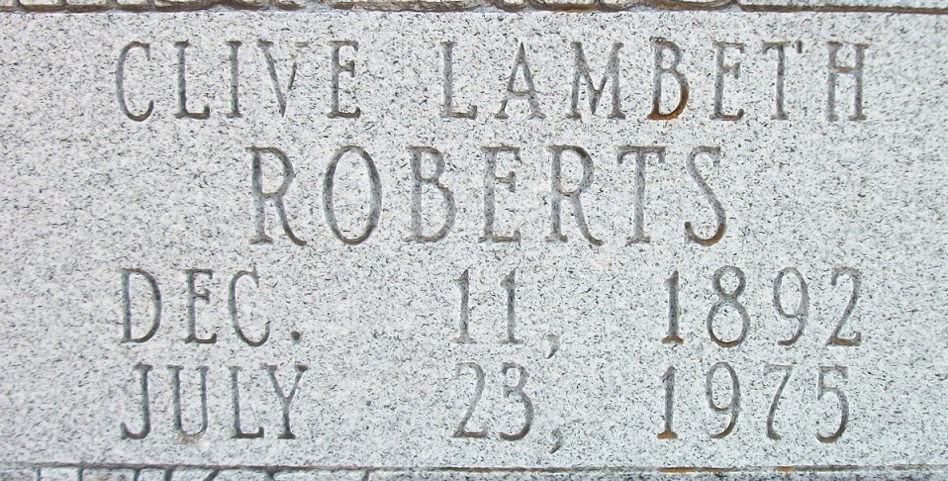 CLIVE LAMBETH
ROBERTS
DEC. 11, 1892
JULY 23, 1975